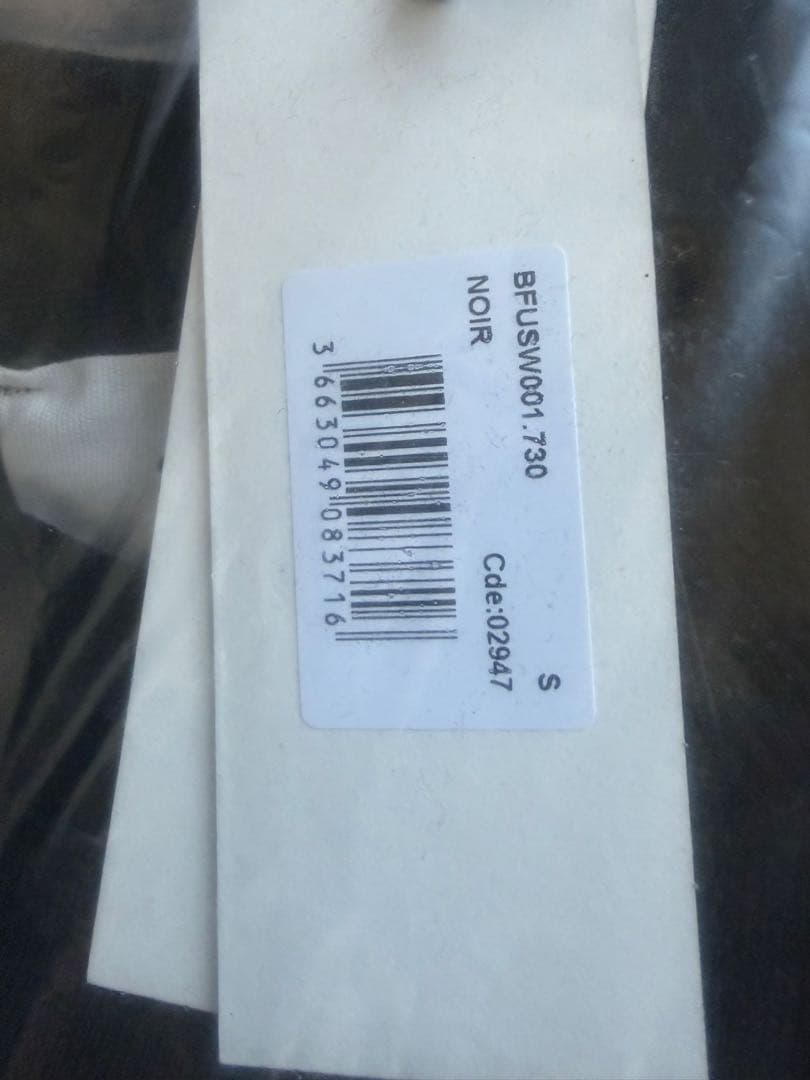 BFUSW001.730 S
NOIR Cde:02947
3 663049 083716